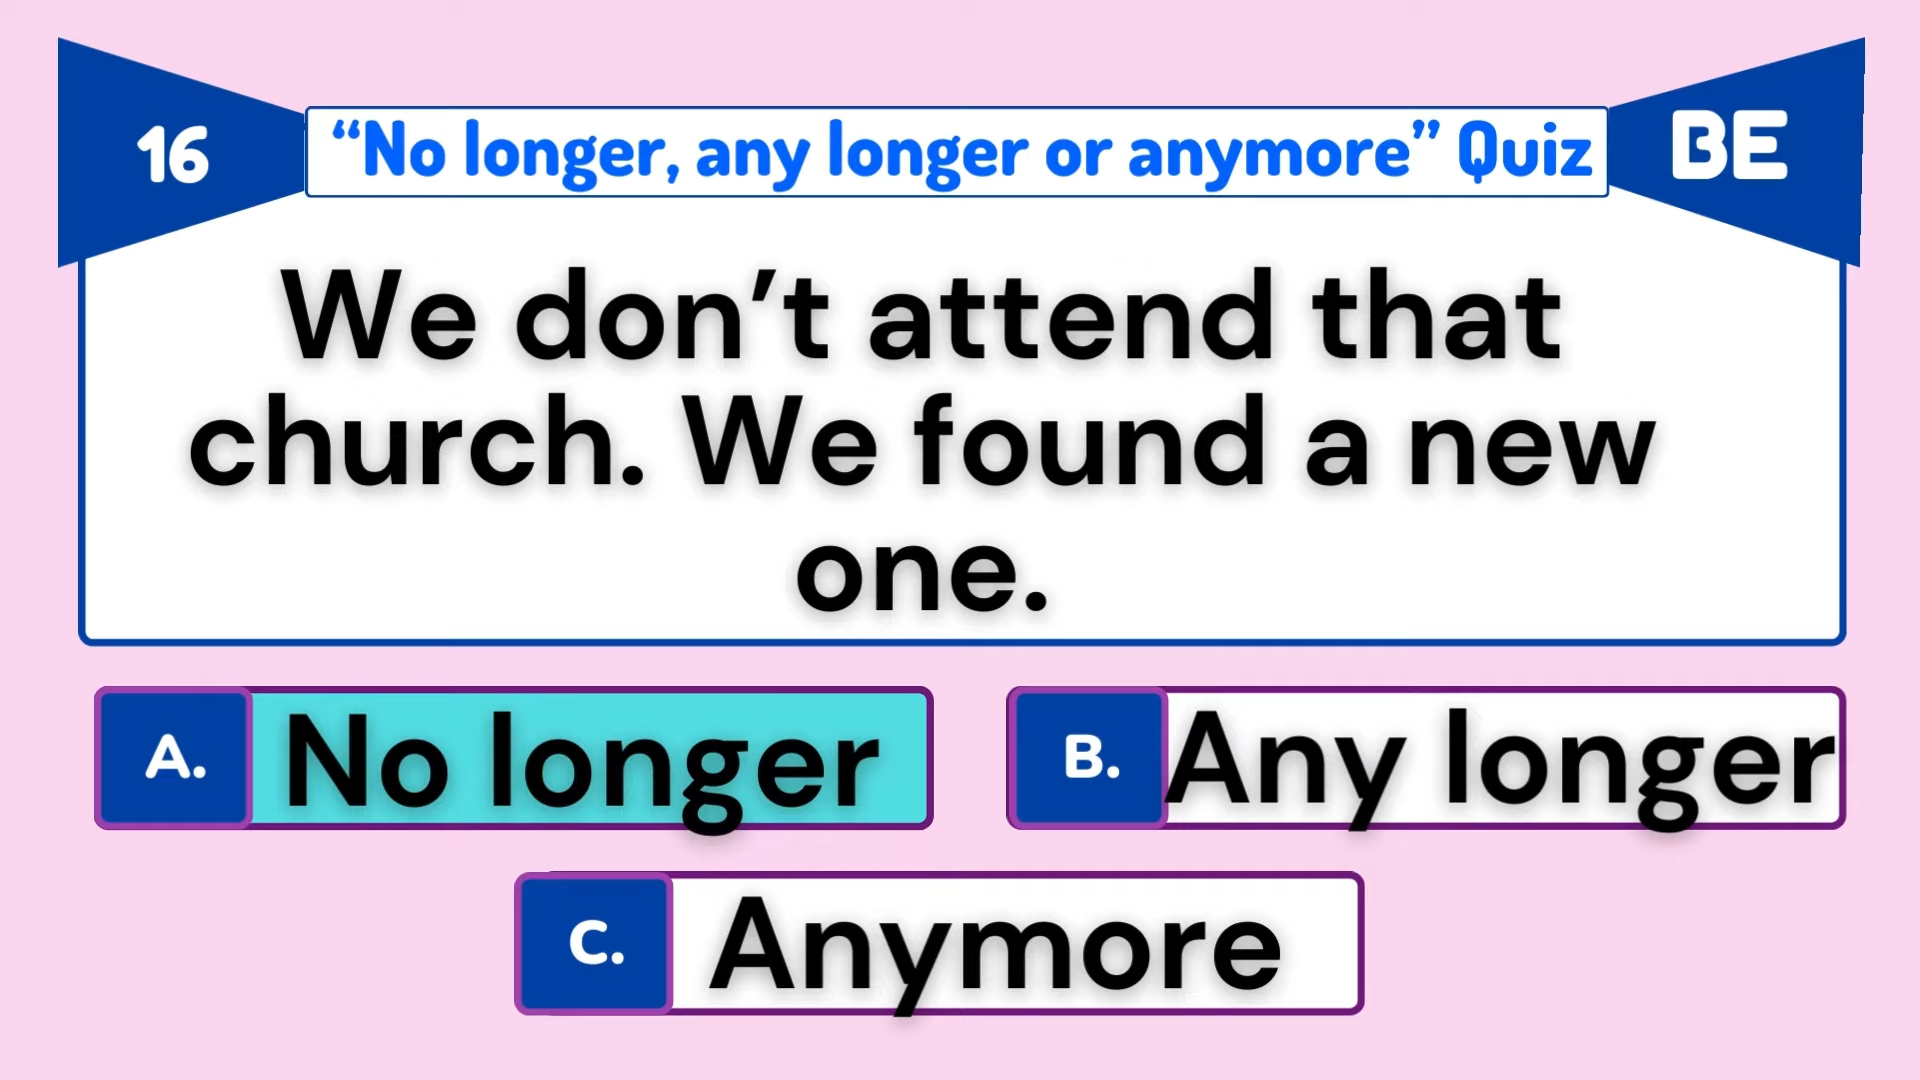 16
“No longer, any longer or anymore” Quiz
BE
We don’t attend that
church. We found a new
one.
A. No longer
B. Any longer
C. Anymore